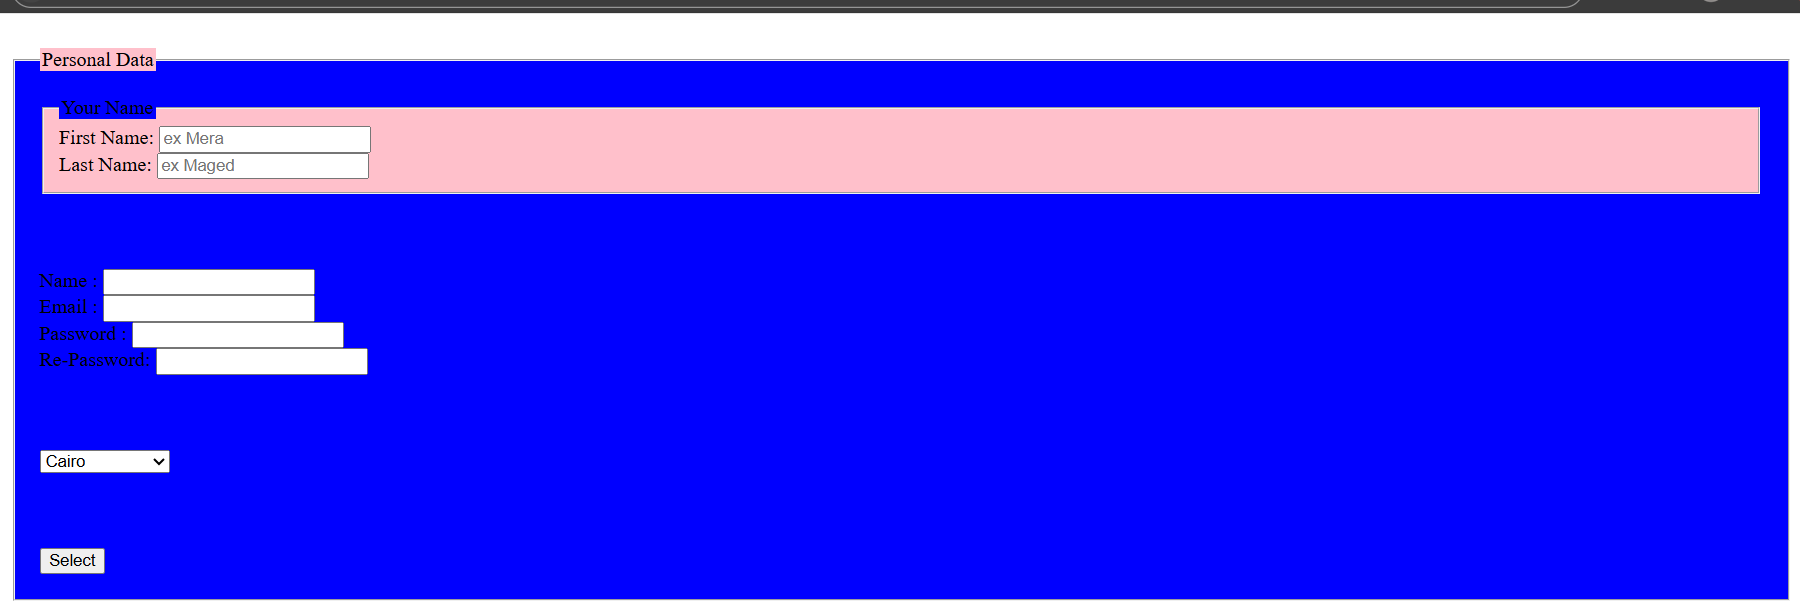 Personal Data
Your Name
First Name: ex Mera
Last Name: ex Maged
Name :
Email :
Password :
Re-Password:
Cairo
Select